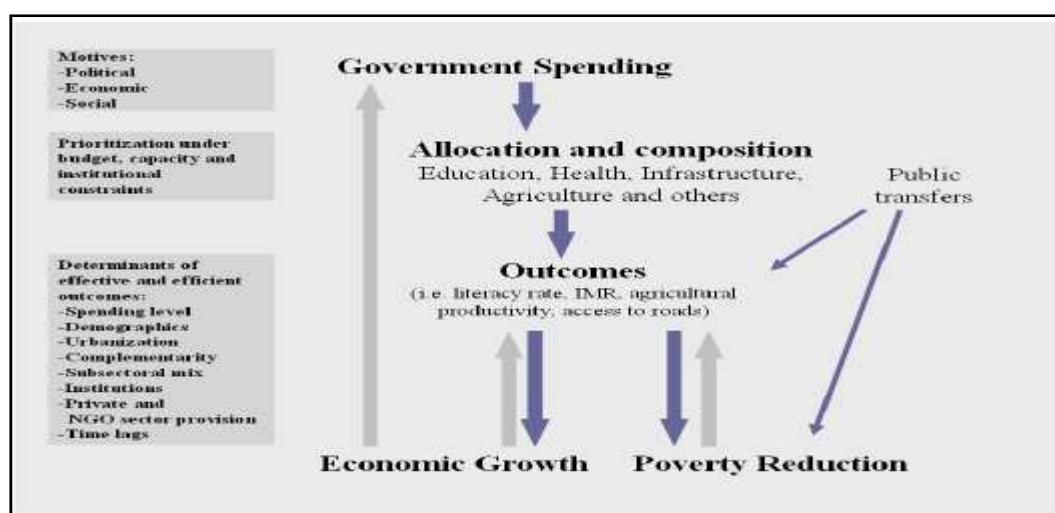 Motives:
-Political
-Economic
-Social
Prioritization under
budget, capacity and
institutional
constraints
Determinants of
effective and efficient
outcomes:
-Spending level
-Demographics
-Urbanization
-Complementarity
-Subsectoral mix
-Institutions
-Private and
NGO sector provision
-Time lags
Government Spending
Allocation and composition
Education, Health, Infrastructure,
Agriculture and others
Public
transfers
Outcomes
(i.e. literacy rate, IMR, agricultural
productivity, access to roads)
Economic Growth
Poverty Reduction